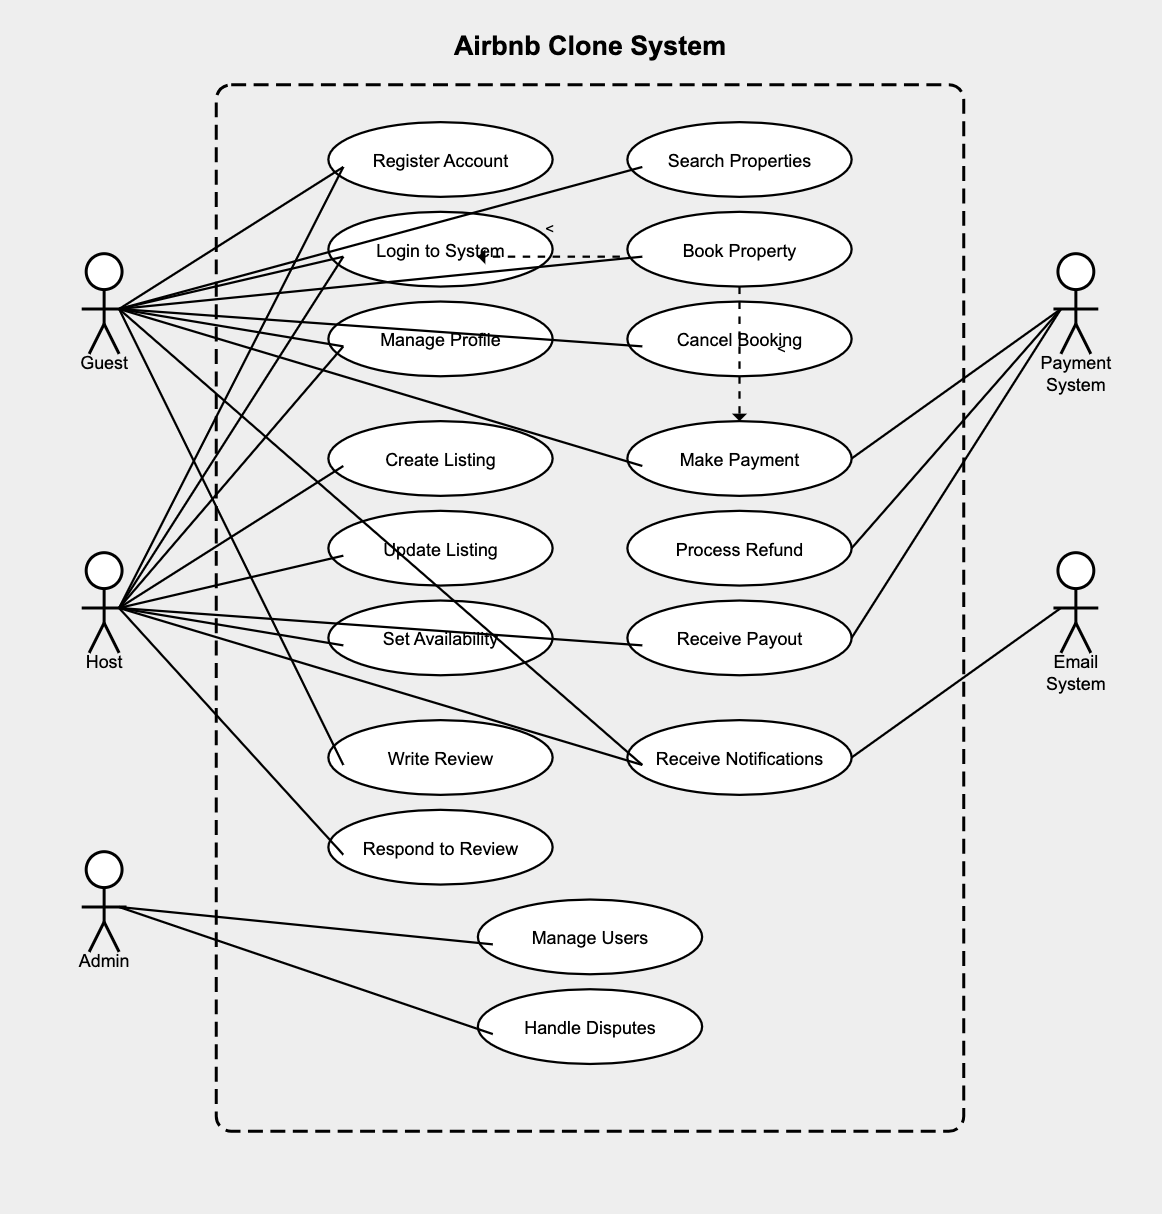 Airbnb Clone System
Register Account
Search Properties
Login to System
<
Book Property
Guest
Manage Profile
Cancel Booking
<
Payment
System
Create Listing
Make Payment
Update Listing
Process Refund
Host
Set Availability
Receive Payout
Email
System
Write Review
Receive Notifications
Respond to Review
Admin
Manage Users
Handle Disputes